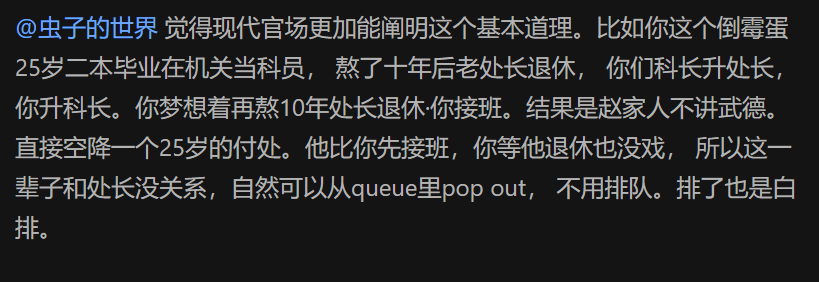 @虫子的世界 觉得现代官场更加能阐明这个基本道理。比如你这个倒霉蛋
25岁二本毕业在机关当科员， 熬了十年后老处长退休， 你们科长升处长，
你升科长。你梦想着再熬10年处长退休·你接班。结果是赵家人不讲武德。
直接空降一个25岁的付处。他比你先接班，你等他退休也没戏， 所以这一
辈子和处长没关系，自然可以从queue里pop out， 不用排队。排了也是白
排。